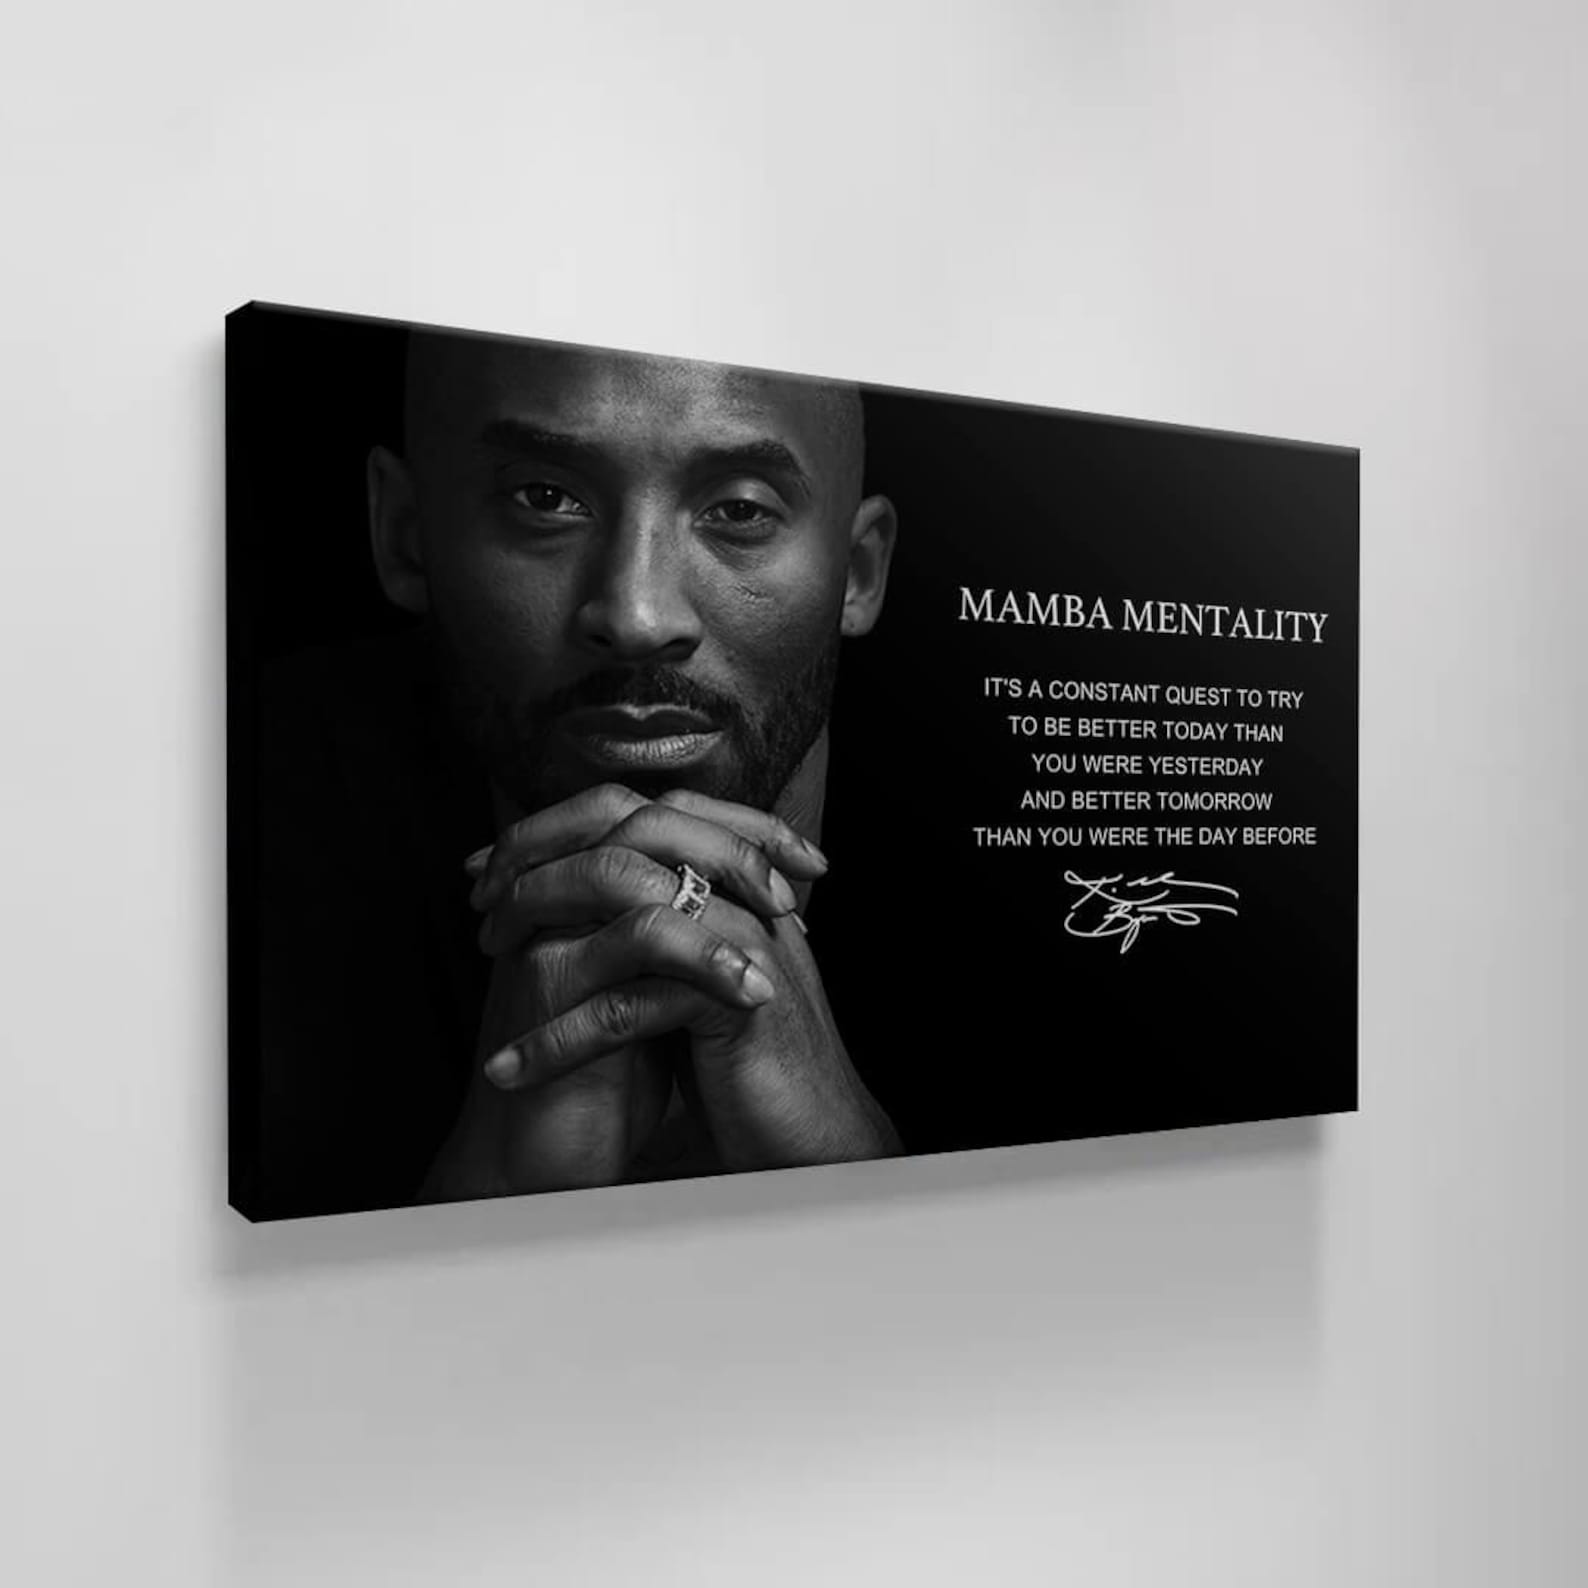 MAMBA MENTALITY
IT'S A CONSTANT QUEST TO TRY
TO BE BETTER TODAY THAN
YOU WERE YESTERDAY
AND BETTER TOMORROW
THAN YOU WERE THE DAY BEFORE